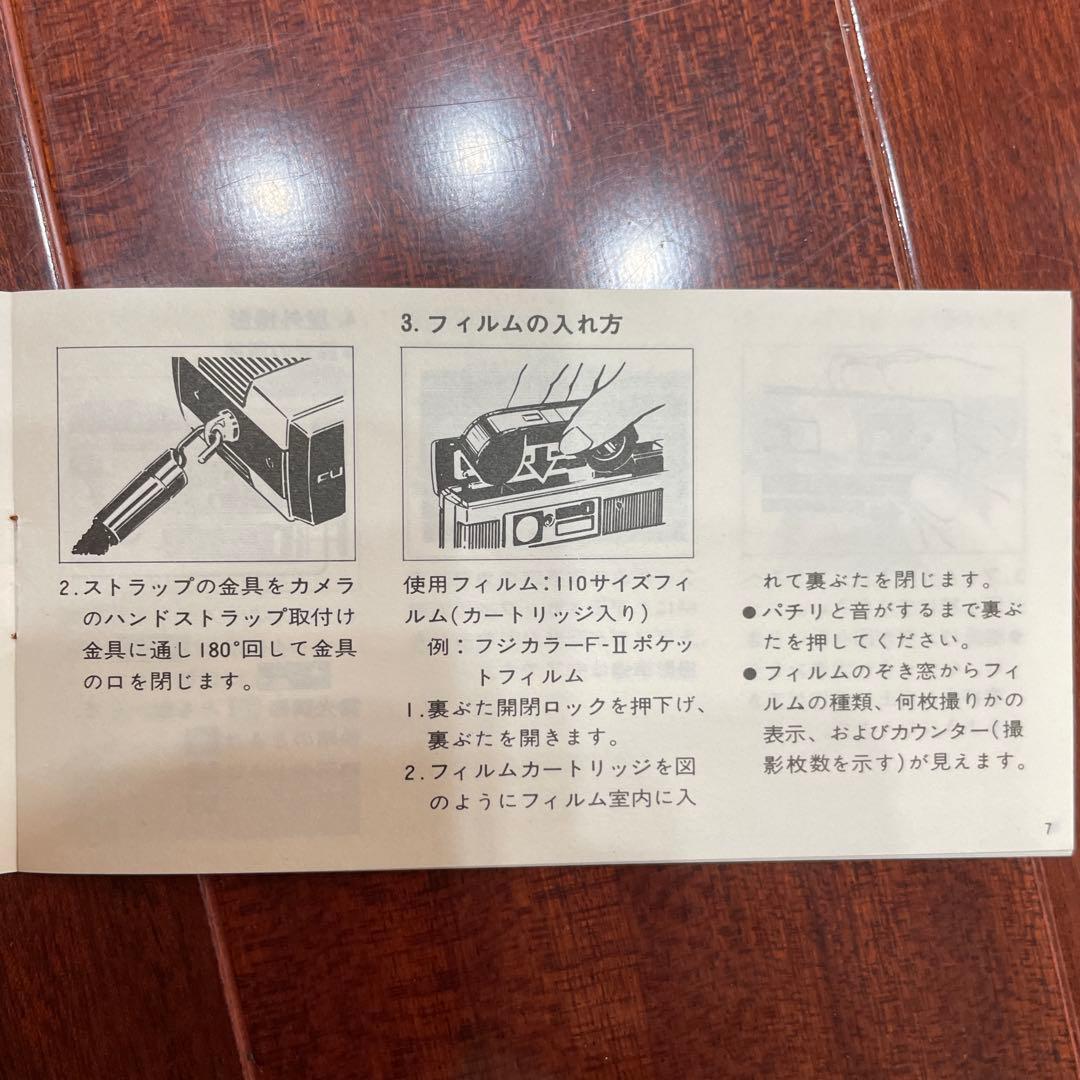 2.ストラップの金具をカメラ
のハンドストラップ取付け
金具に通し180°回して金具
の口を閉じます。
3.フィルムの入れ方
使用フィルム:110サイズフィ
ルム(カートリッジ入り)
例:フジカラーF-Ⅱポケッ
トフィルム
1.裏ぶた開閉ロックを押下げ、
裏ぶたを開きます。
2.フィルムカートリッジを図
のようにフィルム室内に入
れて裏ぶたを閉じます。
●パチリと音がするまで裏ぶ
たを押してください。
●フィルムのぞき窓からフィ
ルムの種類、何枚撮りかの
表示、およびカウンター(撮
影枚数を示す)が見えます。
7